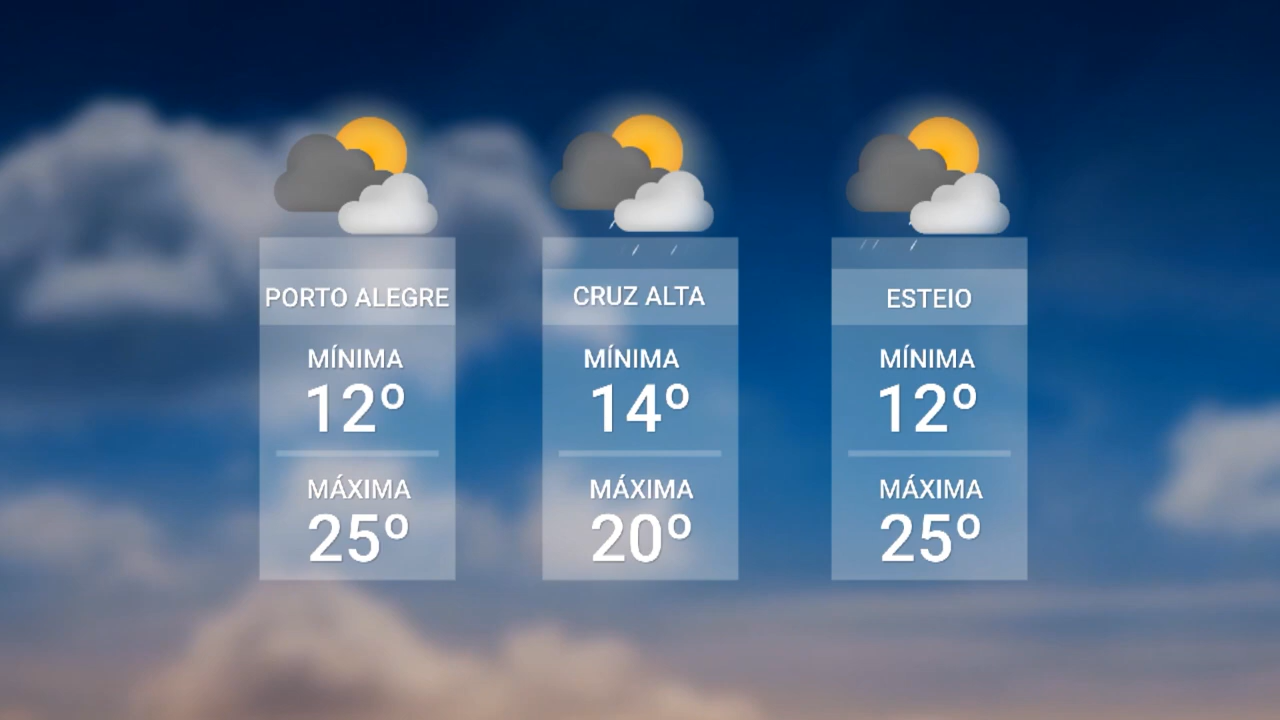 PORTO ALEGRE
MÍNIMA
12º
MÁXIMA
25º
CRUZ ALTA
MÍNIMA
14º
MÁXIMA
20º
ESTEIO
MÍNIMA
12º
MÁXIMA
25º